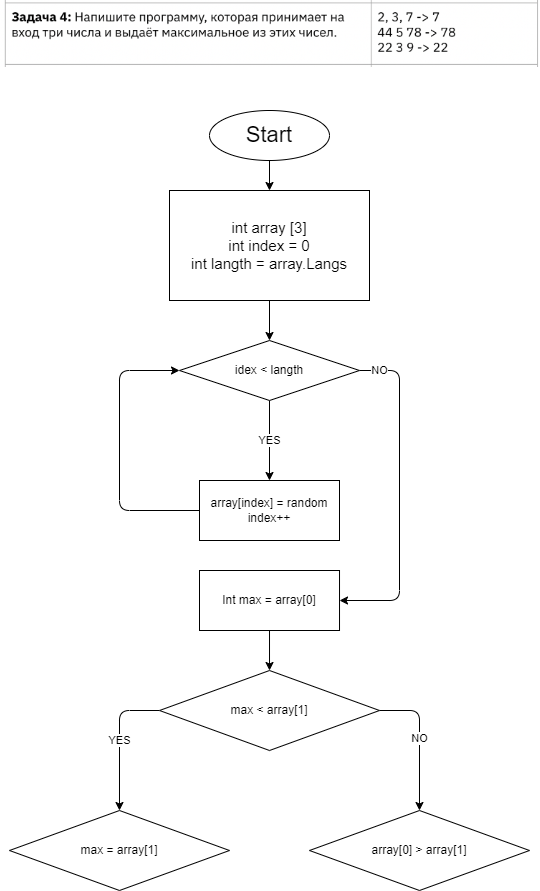 Задача 4: Напишите программу, которая принимает на
вход три числа и выдаёт максимальное из этих чисел.
2, 3, 7 -> 7
44 5 78 -> 78
22 3 9 -> 22
Start
int array [3]
int index = 0
int langth = array.Langs
idex < langth
NO
YES
array[index] = random
index++
Int max = array[0]
max < array[1]
YES
NO
max = array[1]
array[0] > array[1]